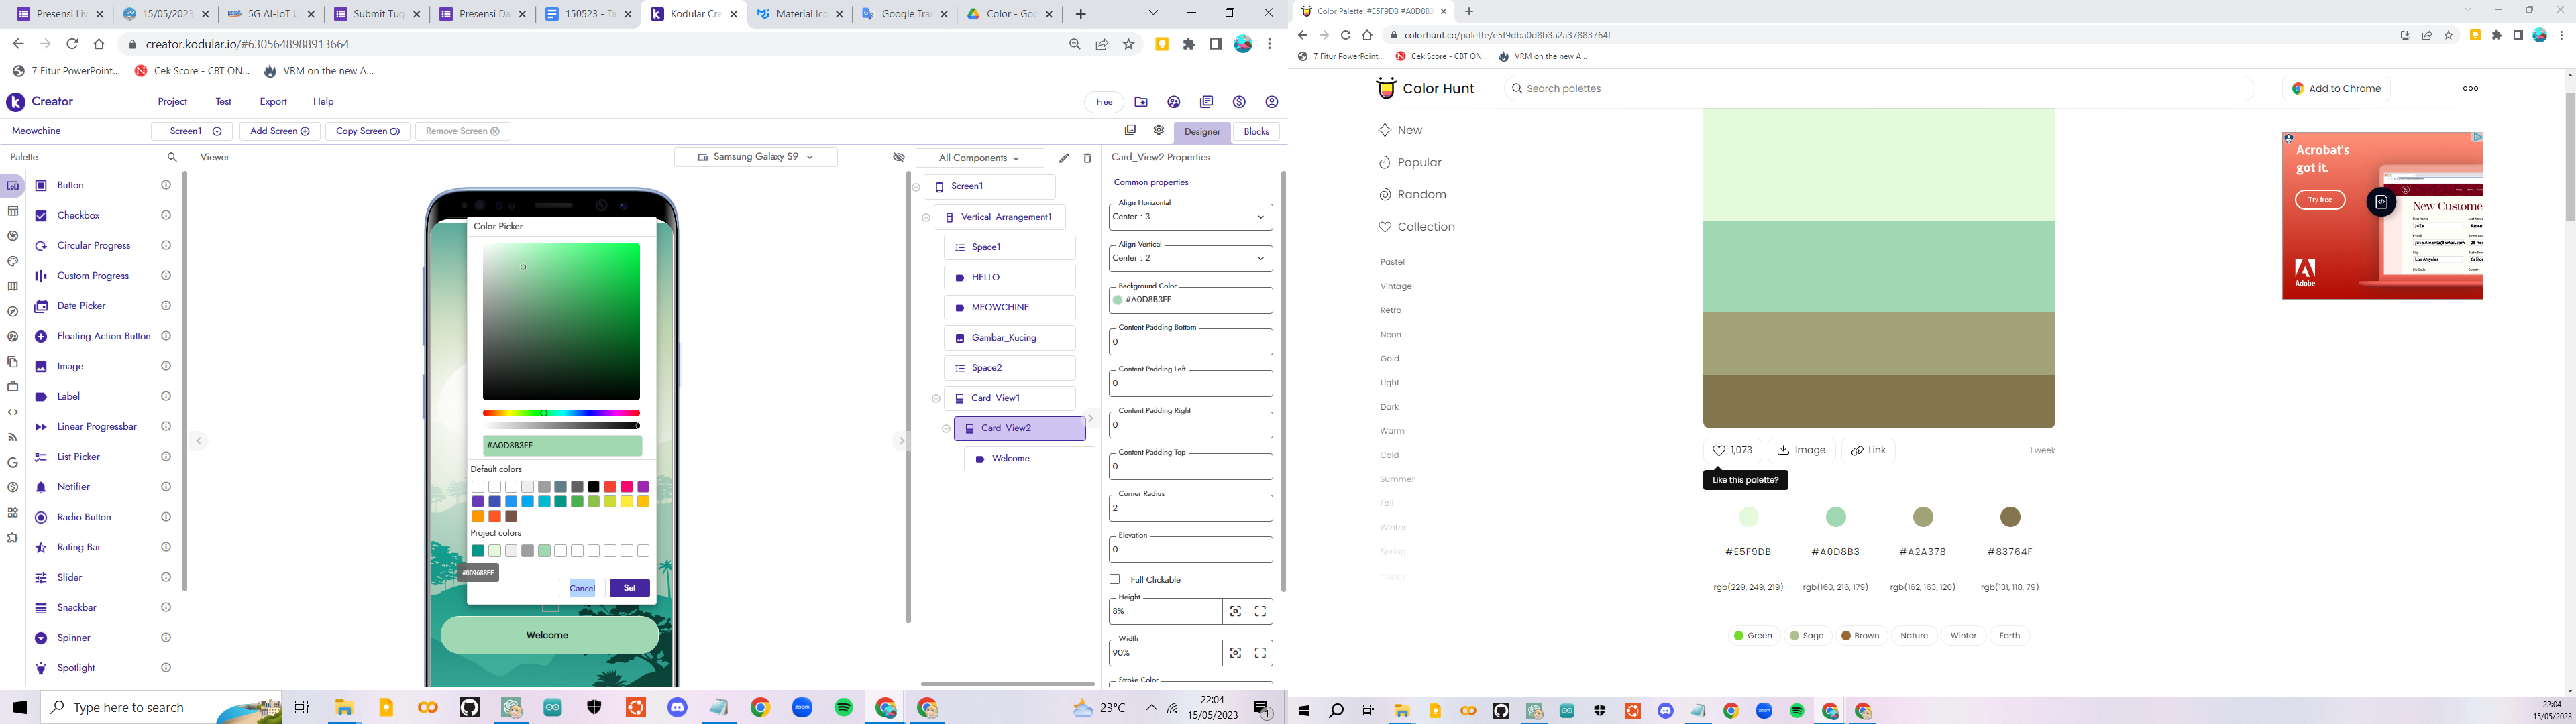 Presensi Liv
15/05/2023
5G AI-IoT U
Submit Tug
Presensi Da
150523 - Ta
Kodular Cre
Material Ico
Google Tran
Color - Goo
creator.kodular.io/#6305648988913664
7 Fitur PowerPoint...
Cek Score - CBT ON...
VRM on the new A...
Creator
Project
Test
Export
Help
Free
Meowchine
Screen1
Add Screen
Copy Screen
Remove Screen
Designer
Blocks
Palette
Button
Checkbox
Circular Progress
Custom Progress
Date Picker
Floating Action Button
Image
Label
Linear Progressbar
List Picker
Notifier
Radio Button
Rating Bar
Slider
Snackbar
Spinner
Spotlight
Viewer
Samsung Galaxy S9
Color Picker
#A0D8B3FF
Default colors
Project colors
#009688FF
Cancel
Set
Welcome
All Components
Screen1
Vertical_Arrangement1
Space1
HELLO
MEOWCHINE
Gambar_Kucing
Space2
Card_View1
Card_View2
Welcome
Card_View2 Properties
Common properties
Align Horizontal
Center : 3
Align Vertical
Center : 2
Background Color
#A0D8B3FF
Content Padding Bottom
0
Content Padding Left
0
Content Padding Right
0
Content Padding Top
0
Corner Radius
2
Elevation
0
Full Clickable
Height
8%
Width
90%
Stroke Color
Type here to search
zoom
23°C
22:04
15/05/2023
1
Color Palette: #E5F9DB #A0D8B3
colorhunt.co/palette/e5f9dba0d8b3a2a37883764f
7 Fitur PowerPoint...
Cek Score - CBT ON...
VRM on the new A...
Color Hunt
Search palettes
Add to Chrome
New
Popular
Random
Collection
Pastel
Vintage
Retro
Neon
Gold
Light
Dark
Warm
Cold
Summer
Fall
Winter
Spring
Happy
1,073
Image
Link
1 week
Like this palette?
#E5F9DB
#A0D8B3
#A2A378
#83764F
rgb(229, 249, 219)
rgb(160, 216, 179)
rgb(162, 163, 120)
rgb(131, 118, 79)
Green
Sage
Brown
Nature
Winter
Earth
Acrobat's
got it.
Try free
New Custome
Adobe
22:04
15/05/2023